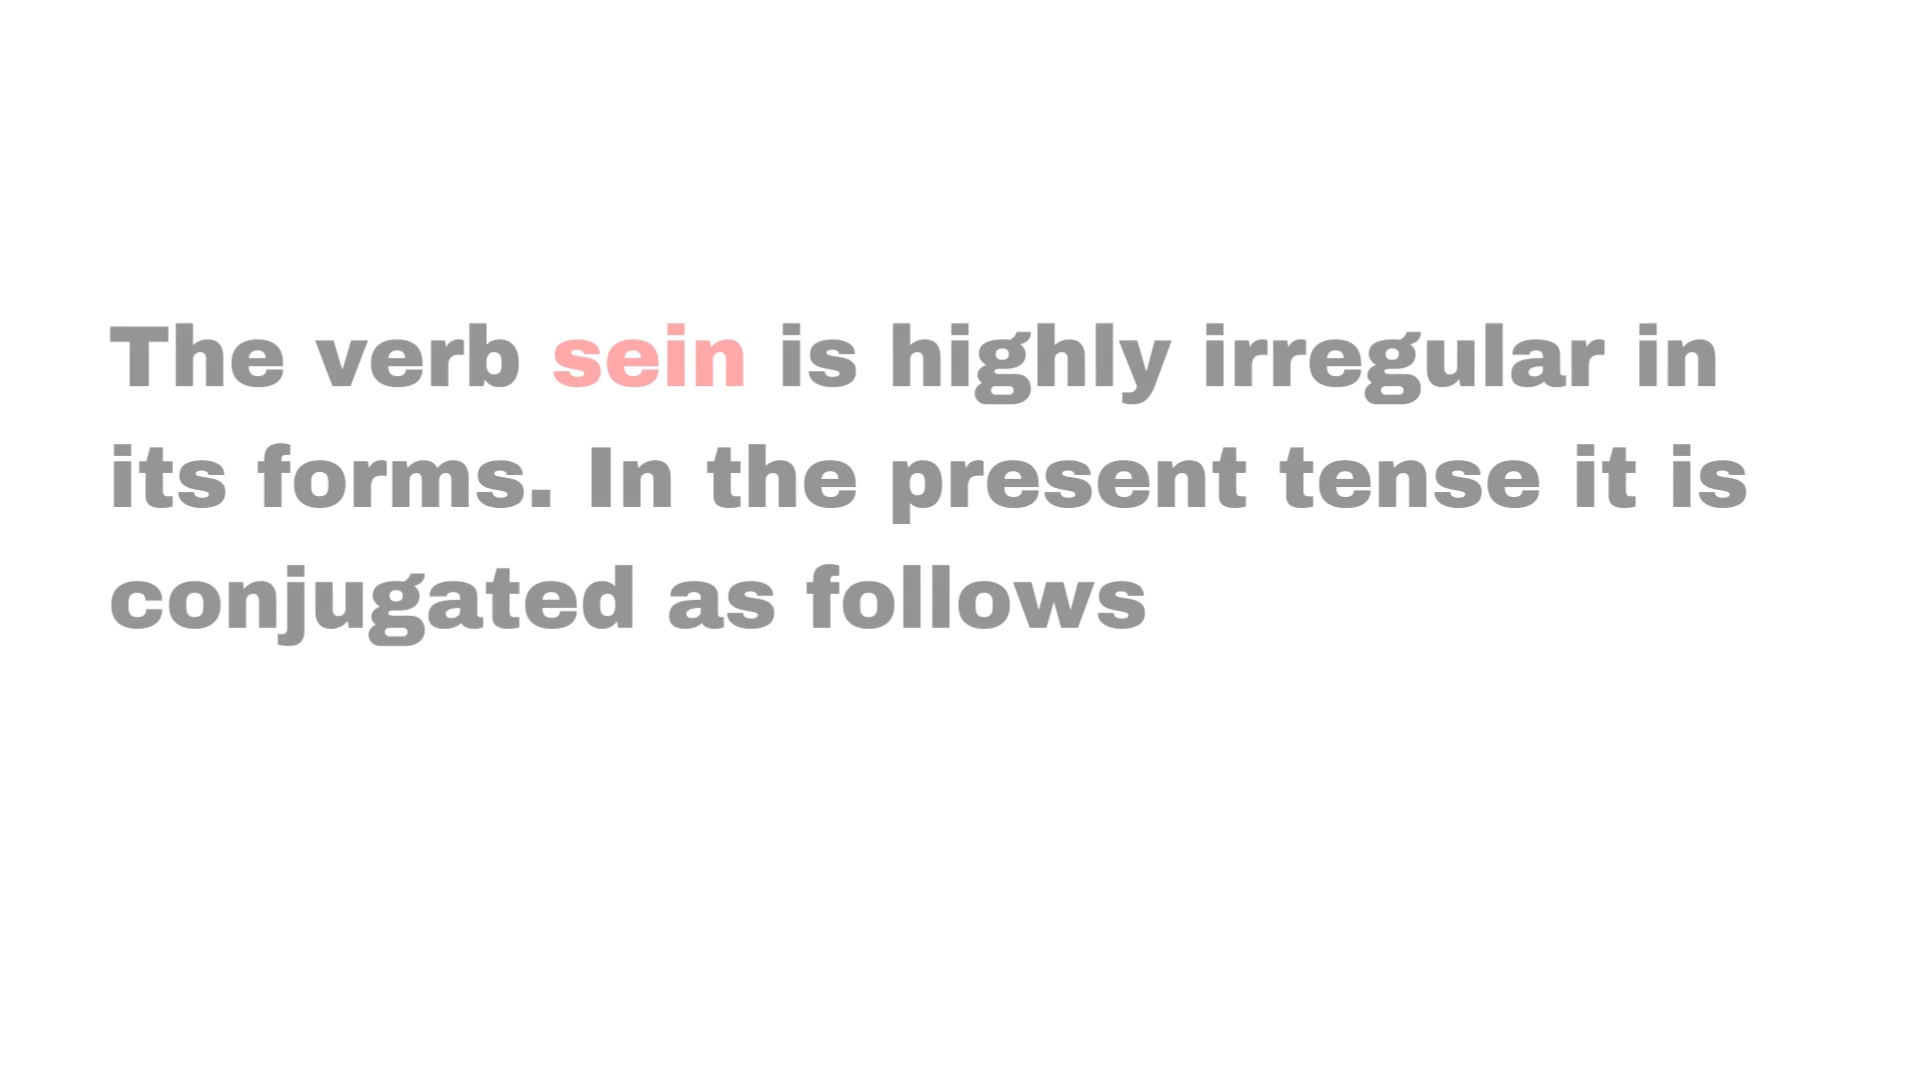 The verb sein is highly irregular in
its forms. In the present tense it is
conjugated as follows